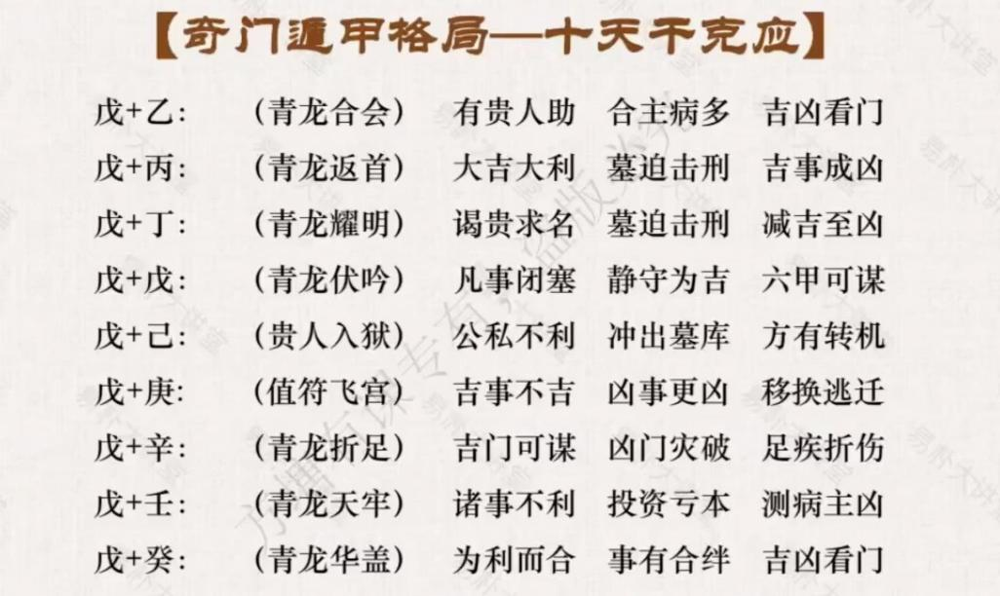 【奇门遁甲格局—十天干克应】
戊+乙: (青龙合会) 有贵人助 合主病多 吉凶看门
戊+丙: (青龙返首) 大吉大利 墓迫击刑 吉事成凶
戊+丁: (青龙耀明) 谒贵求名 墓迫击刑 减吉至凶
戊+戊: (青龙伏吟) 凡事闭塞 静守为吉 六甲可谋
戊+己: (贵人入狱) 公私不利 冲出墓库 方有转机
戊+庚: (值符飞宫) 吉事不吉 凶事更凶 移换逃迁
戊+辛: (青龙折足) 吉门可谋 凶门灾破 足疾折伤
戊+壬: (青龙天牢) 诸事不利 投资亏本 测病主凶
戊+癸: (青龙华盖) 为利而合 事有合绊 吉凶看门
易朴大讲堂